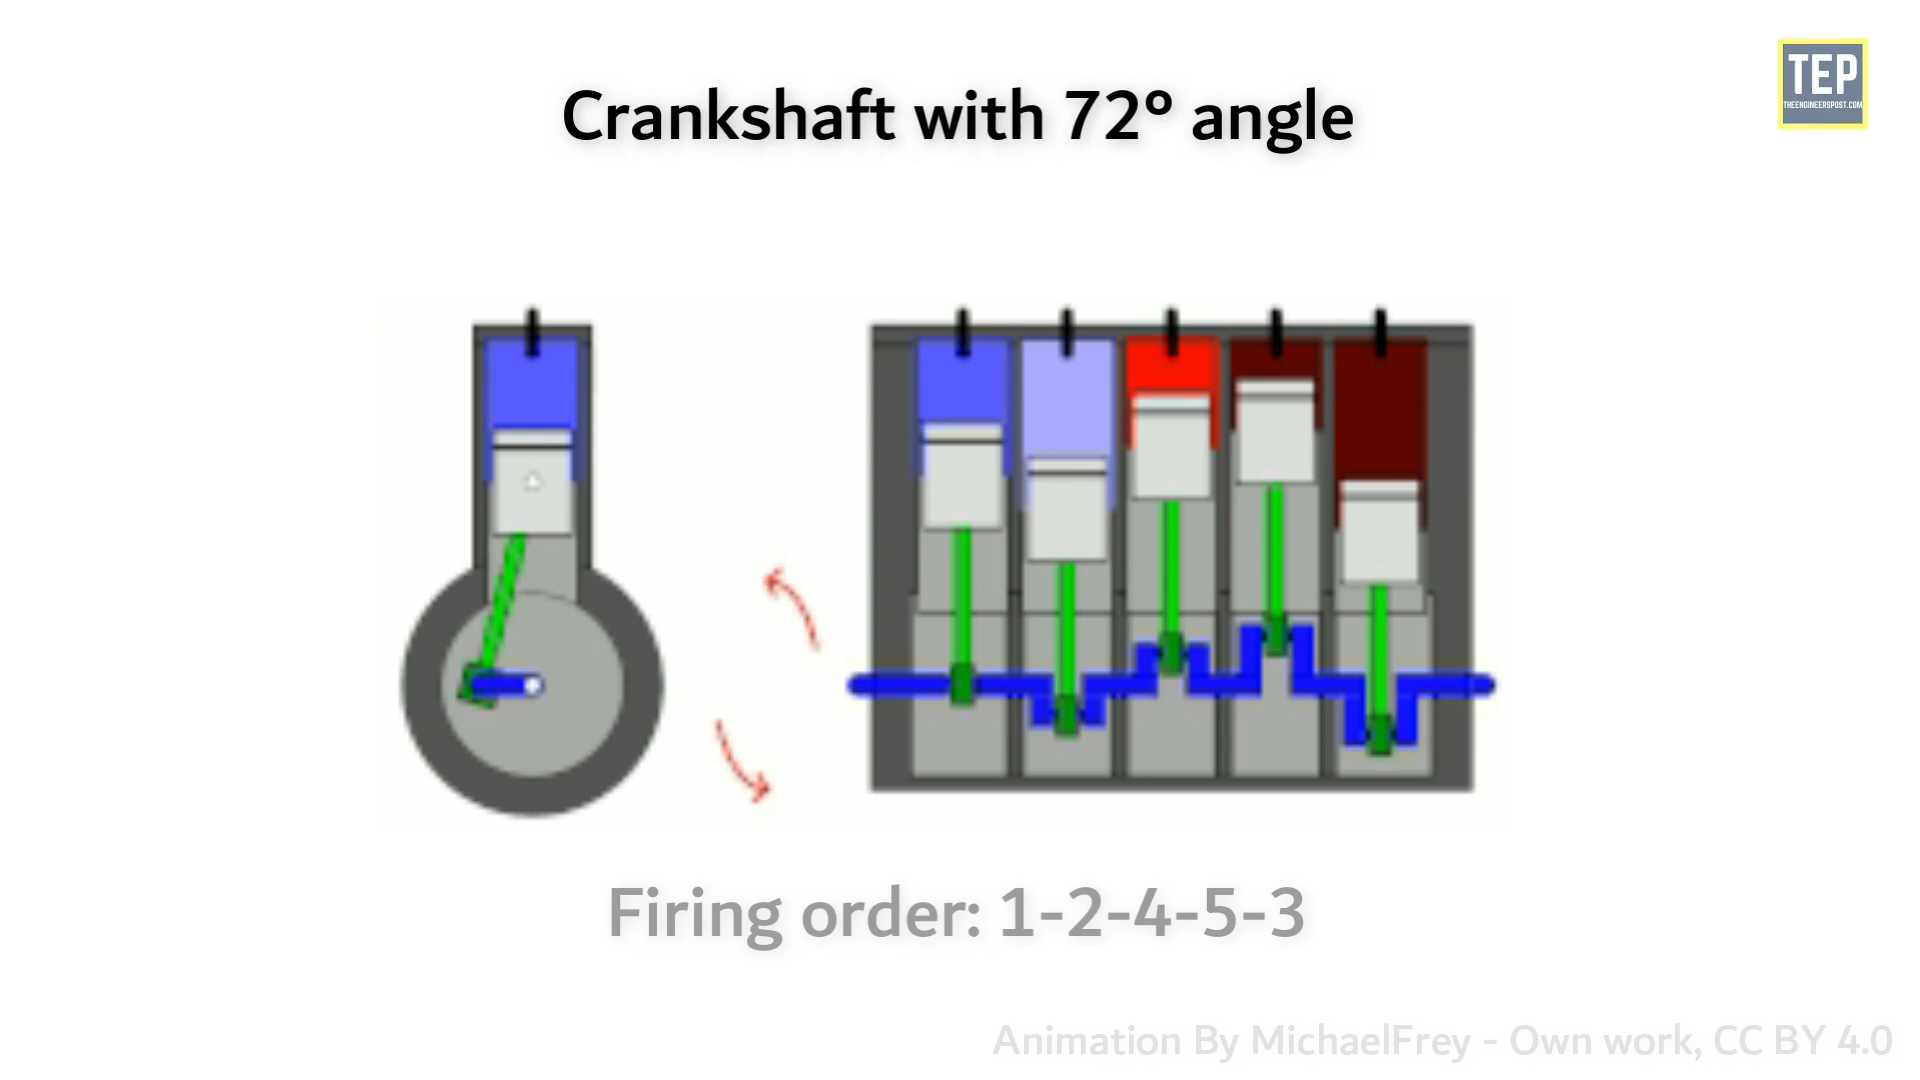 Crankshaft with 72° angle
TEP
THEENGINEERSPOST.COM
Firing order: 1-2-4-5-3
Animation By MichaelFrey - Own work, CC BY 4.0